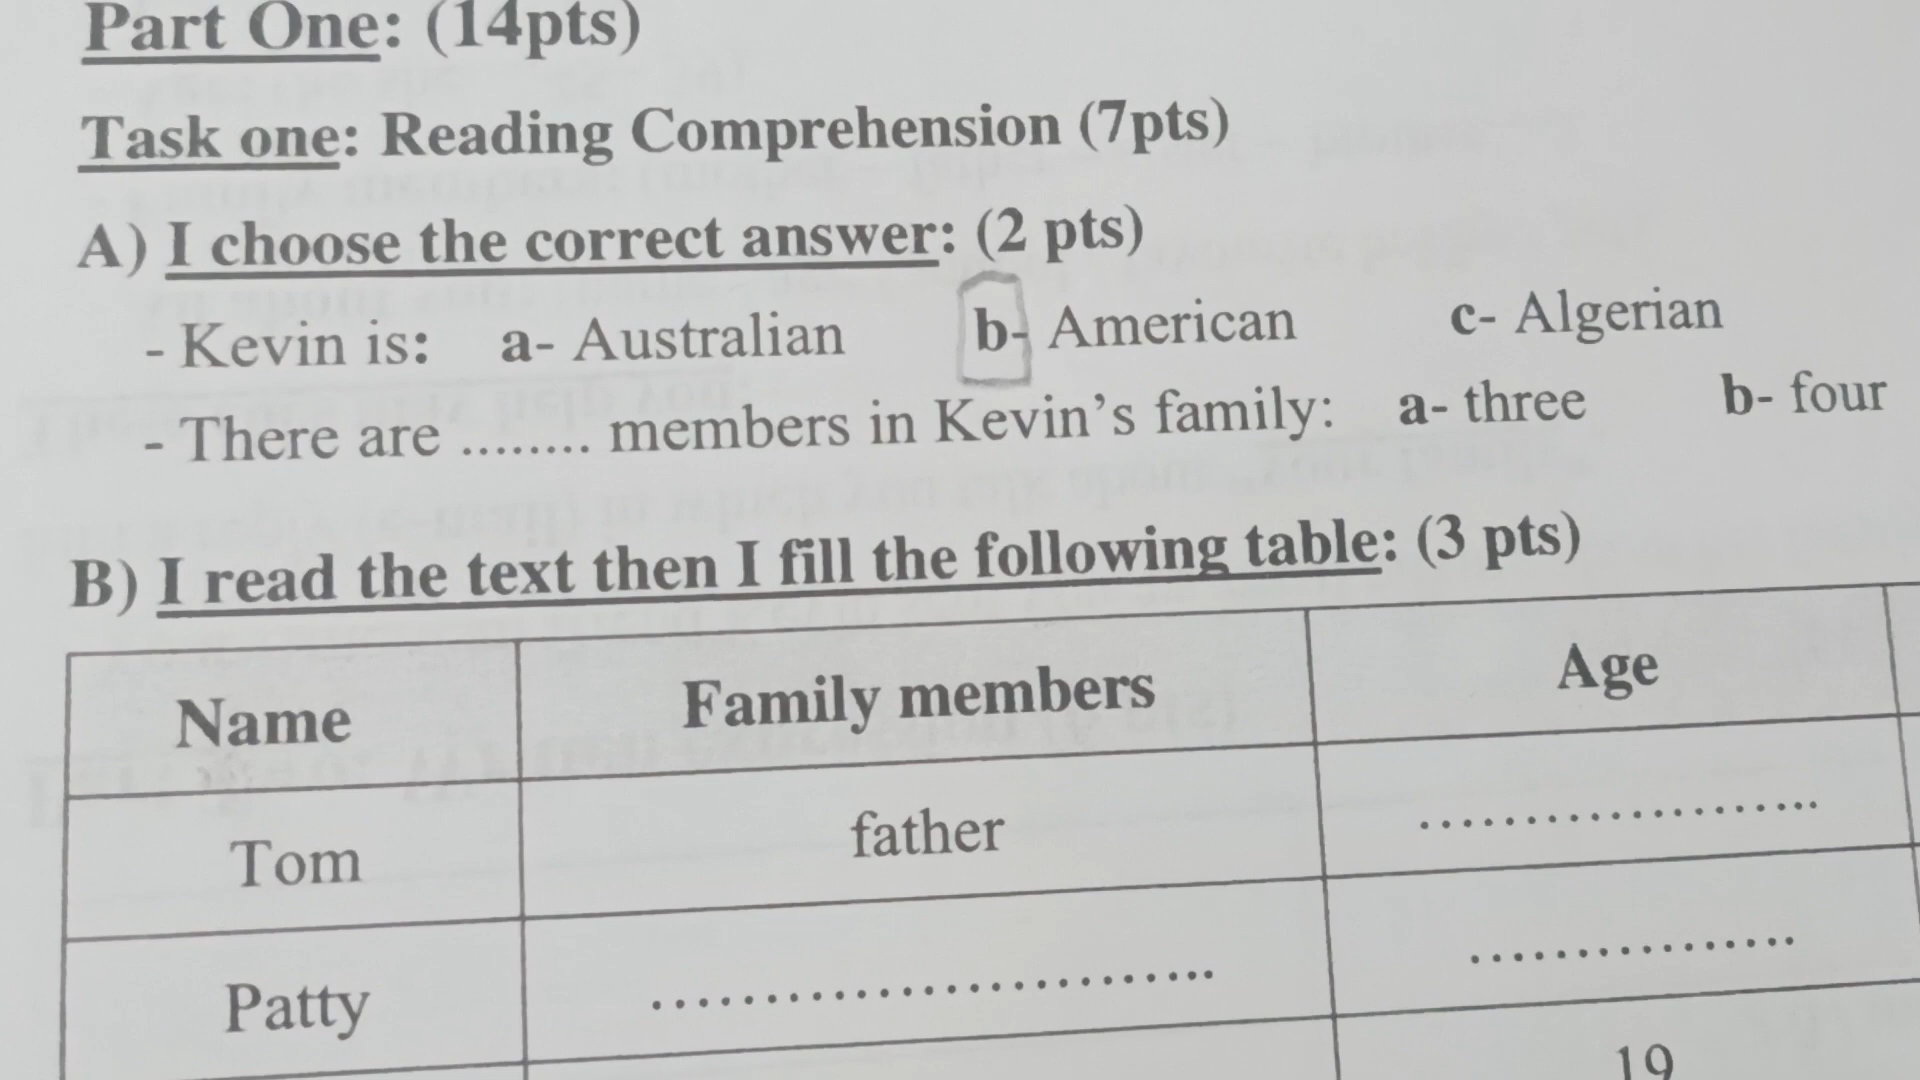 Part One: (14pts)
Task one: Reading Comprehension (7pts)
A) I choose the correct answer: (2 pts)
- Kevin is: a- Australian b- American c- Algerian
- There are ........ members in Kevin's family: a- three b- four
B) I read the text then I fill the following table: (3 pts)
Name Family members Age
Tom father ...................
Patty .......................... ................
19